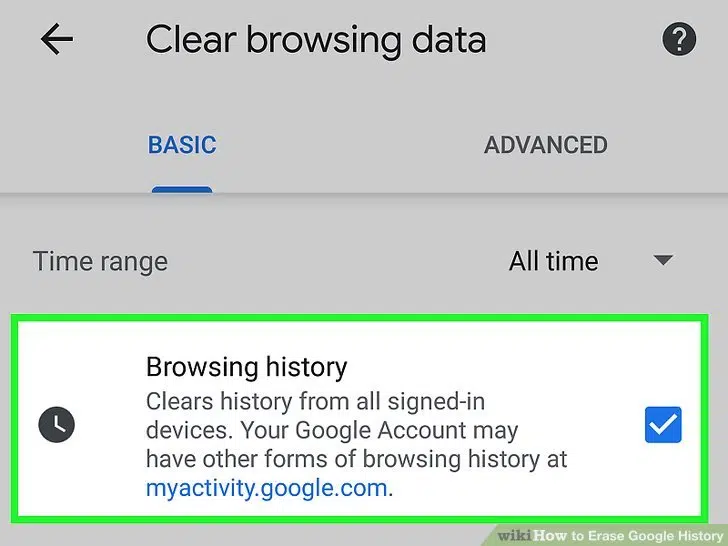 Clear browsing data
?
BASIC
ADVANCED
Time range
All time
Browsing history
Clears history from all signed-in
devices. Your Google Account may
have other forms of browsing history at
myactivity.google.com.
wikiHow to Erase Google History